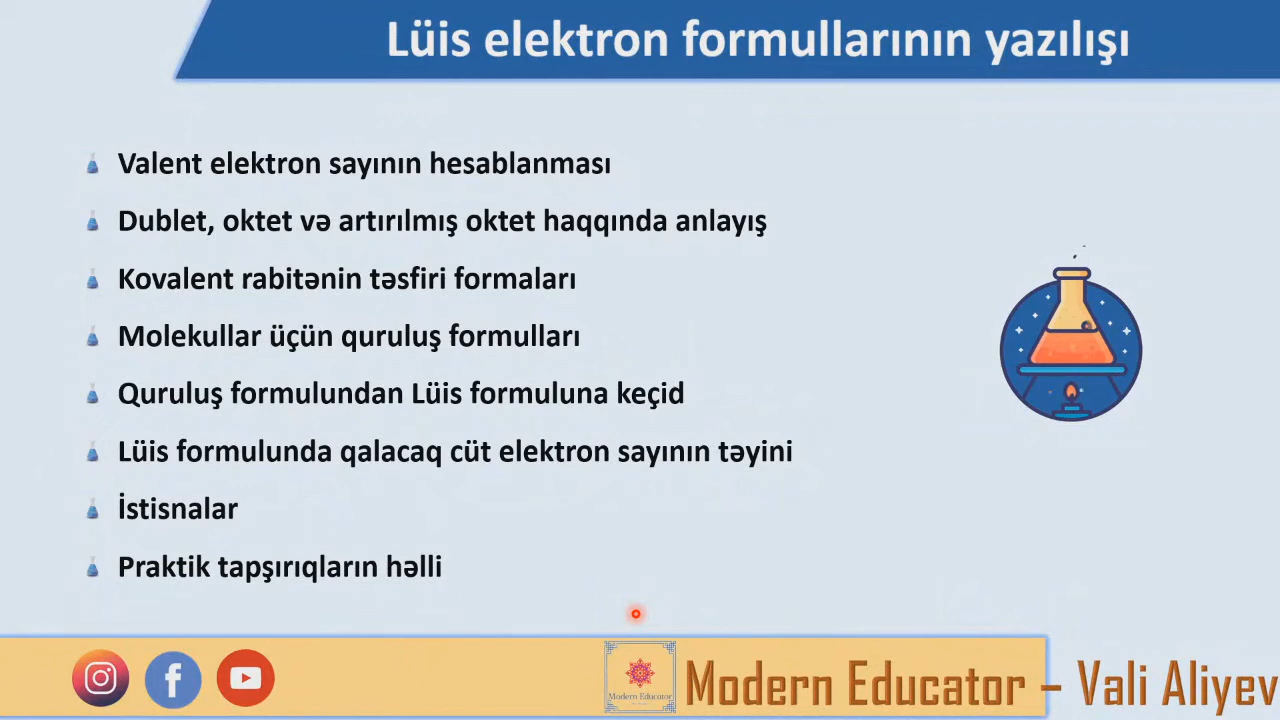 Lüis elektron formullarının yazılışı
Valent elektron sayının hesablanması
Dublet, oktet və artırılmış oktet haqqında anlayış
Kovalent rabitənin təsfiri formaları
Molekullar üçün quruluş formulları
Quruluş formulundan Lüis formuluna keçid
Lüis formulunda qalacaq cüt elektron sayının təyini
İstisnalar
Praktik tapşırıqların həlli
Modern Educator
Modern Educator – Vali Aliyev